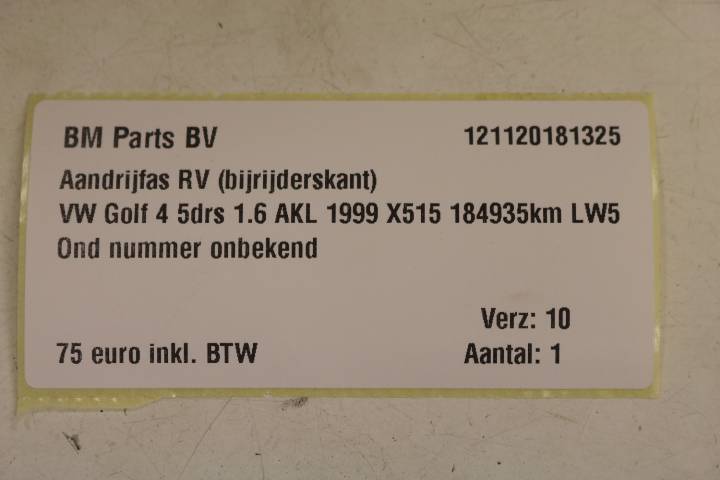 BM Parts BV 121120181325
Aandrijfas RV (bijrijderskant)
VW Golf 4 5drs 1.6 AKL 1999 X515 184935km LW5
Ond nummer onbekend
Verz: 10
75 euro inkl. BTW Aantal: 1